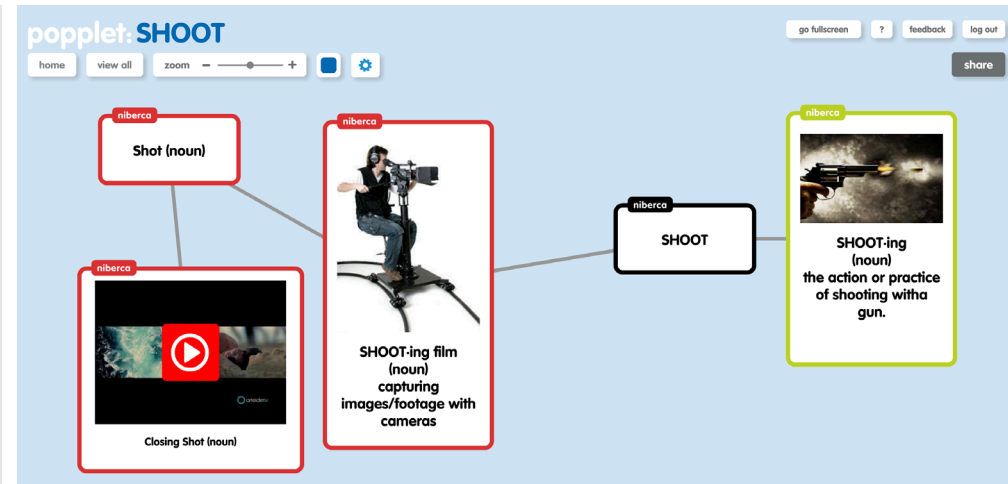 popplet: SHOOT
go fullscreen ? feedback log out
home view all zoom − +
share
niberca
Shot (noun)
niberca
Closing Shot (noun)
niberca
SHOOT-ing film
(noun)
capturing
images/footage with
cameras
niberca
SHOOT
niberca
SHOOT-ing
(noun)
the action or practice
of shooting witha
gun.